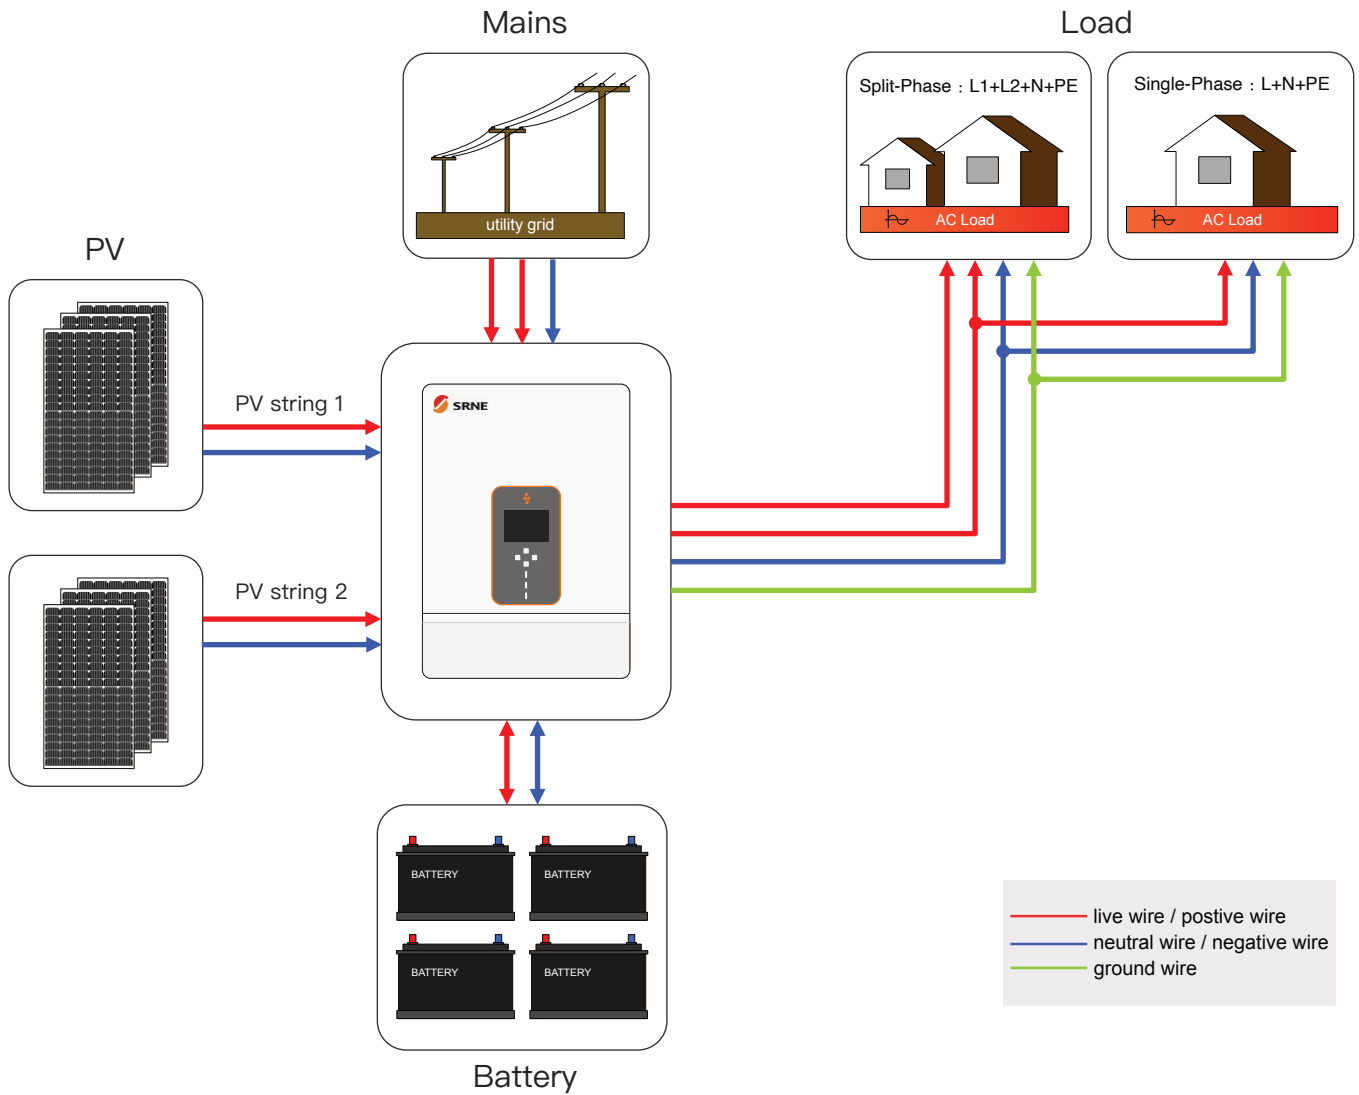 Mains
Load
Split-Phase : L1+L2+N+PE
Single-Phase : L+N+PE
AC Load
AC Load
utility grid
PV
PV string 1
SRNE
PV string 2
BATTERY
BATTERY
BATTERY
BATTERY
live wire / postive wire
neutral wire / negative wire
ground wire
Battery